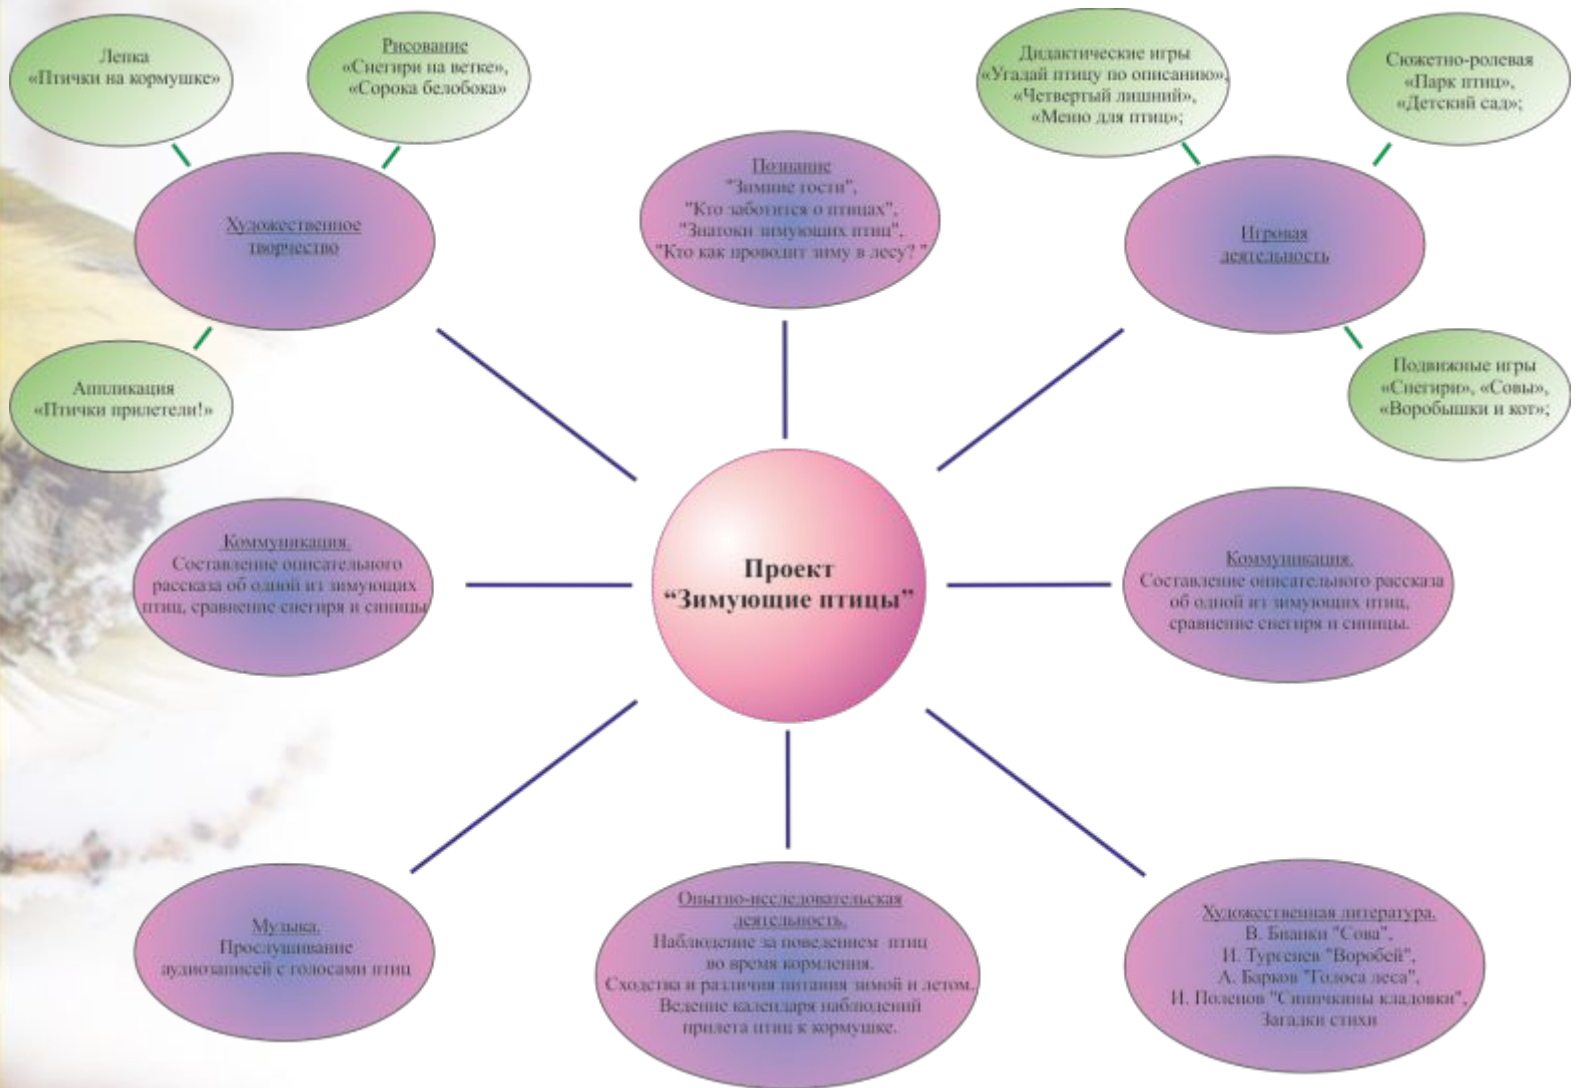 Лепка
«Птички на кормушке»
Рисование
«Снегири на ветке»,
«Сорока белобока»
Дидактические игры
«Угадай птицу по описанию»,
«Четвертый лишний»,
«Меню для птиц»;
Сюжетно-ролевая
«Парк птиц»,
«Детский сад»;
Художественное
творчество
Познание
"Зимние гости",
"Кто заботится о птицах",
"Знатоки зимующих птиц",
"Кто как проводит зиму в лесу? "
Игровая
деятельность
Аппликация
«Птички прилетели!»
Подвижные игры
«Снегири», «Совы»,
«Воробышки и кот»;
Коммуникация.
Составление описательного
рассказа об одной из зимующих
птиц, сравнение снегиря и синицы
Проект
“Зимующие птицы”
Коммуникация.
Составление описательного рассказа
об одной из зимующих птиц,
сравнение снегиря и синицы.
Музыка.
Прослушивание
аудиозаписей с голосами птиц
Опытно-исследовательская
деятельность.
Наблюдение за поведением птиц
во время кормления.
Сходства и различия питания зимой и летом.
Ведение календаря наблюдений
прилета птиц к кормушке.
Художественная литература.
В. Бианки "Сова",
И. Тургенев "Воробей",
А. Барков "Голоса леса",
И. Поленов "Синичкины кладовки",
Загадки стихи